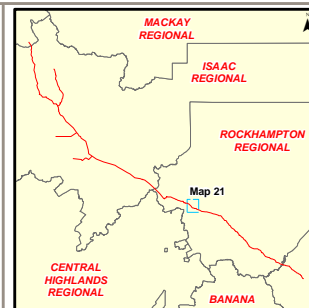 N
MACKAY
REGIONAL
ISAAC
REGIONAL
ROCKHAMPTON
REGIONAL
Map 21
CENTRAL
HIGHLANDS
REGIONAL
BANANA